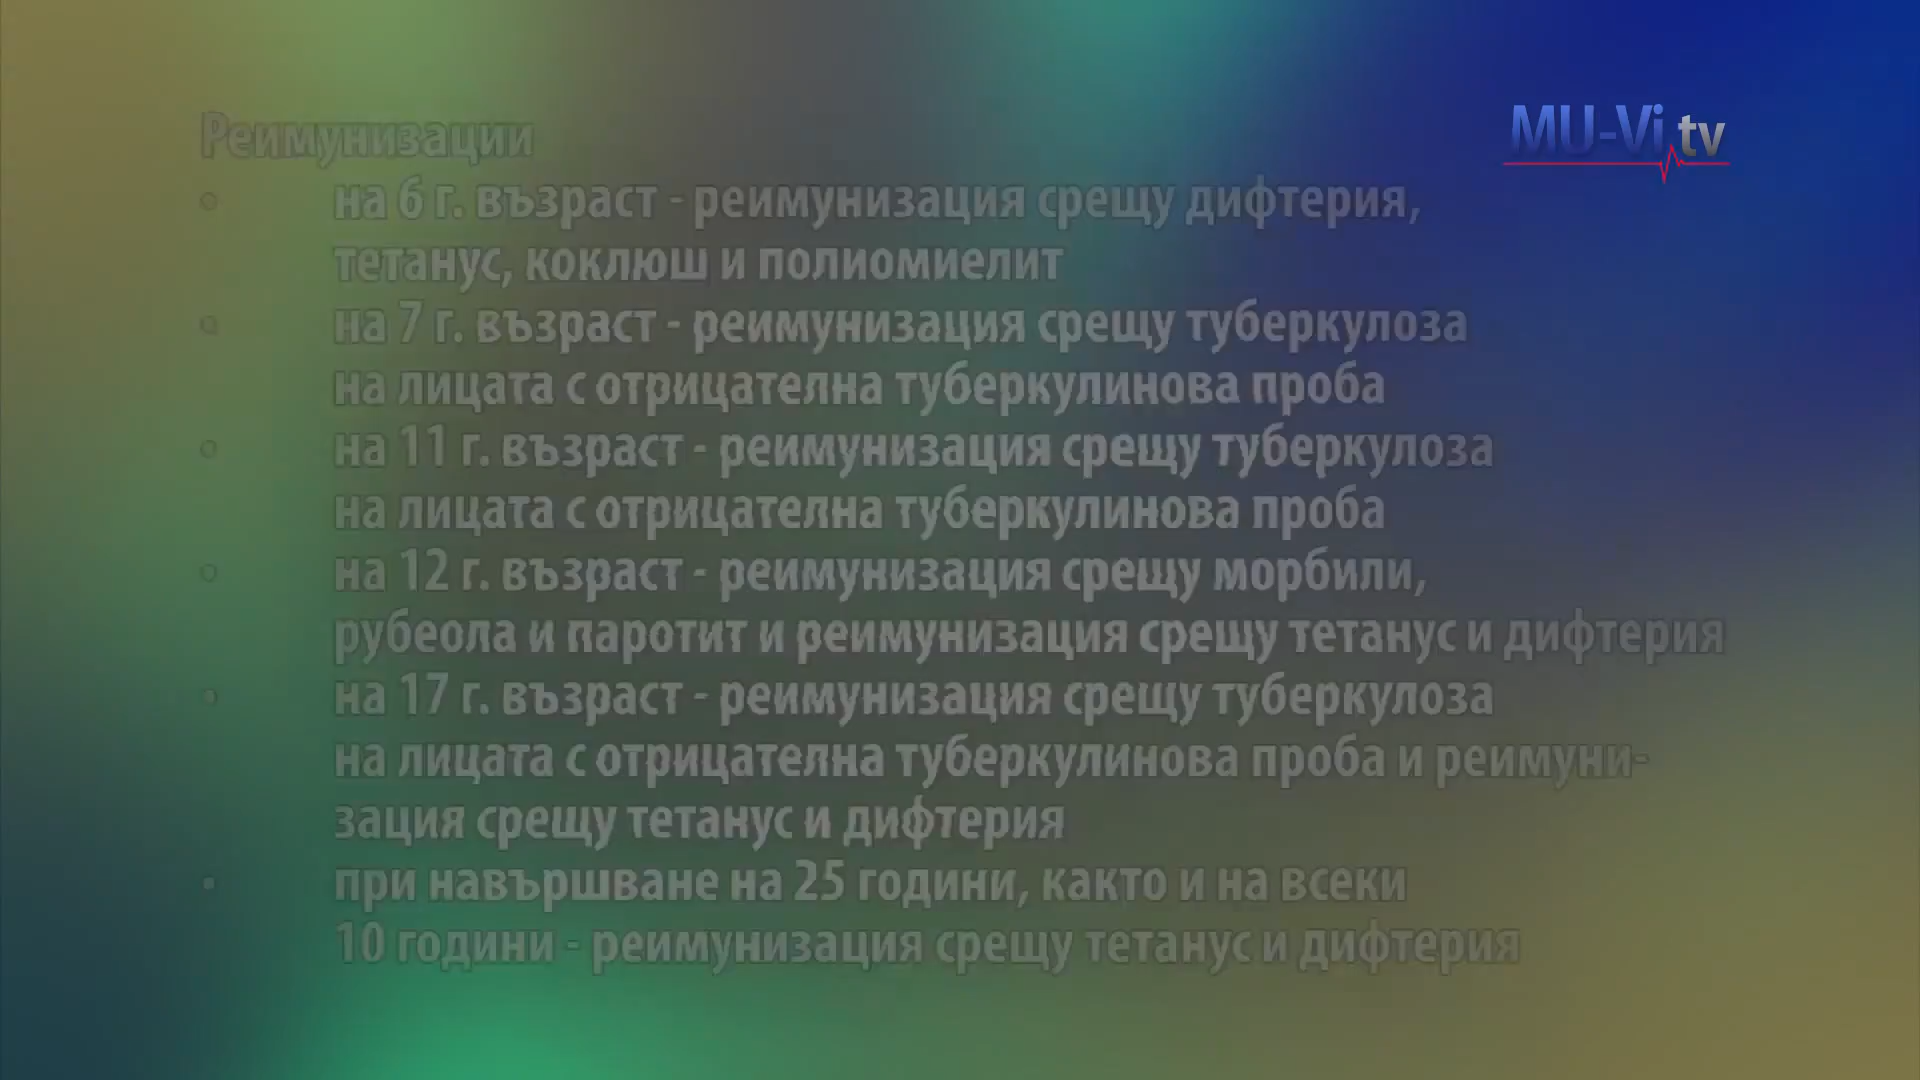 MU-Vi.tv
Реимунизации
• на 6 г. възраст - реимунизация срещу дифтерия,
тетанус, коклюш и полиомиелит
• на 7 г. възраст - реимунизация срещу туберкулоза
на лицата с отрицателна туберкулинова проба
• на 11 г. възраст - реимунизация срещу туберкулоза
на лицата с отрицателна туберкулинова проба
• на 12 г. възраст - реимунизация срещу морбили,
рубеола и паротит и реимунизация срещу тетанус и дифтерия
• на 17 г. възраст - реимунизация срещу туберкулоза
на лицата с отрицателна туберкулинова проба и реимуни-
зация срещу тетанус и дифтерия
• при навършване на 25 години, както и на всеки
10 години - реимунизация срещу тетанус и дифтерия